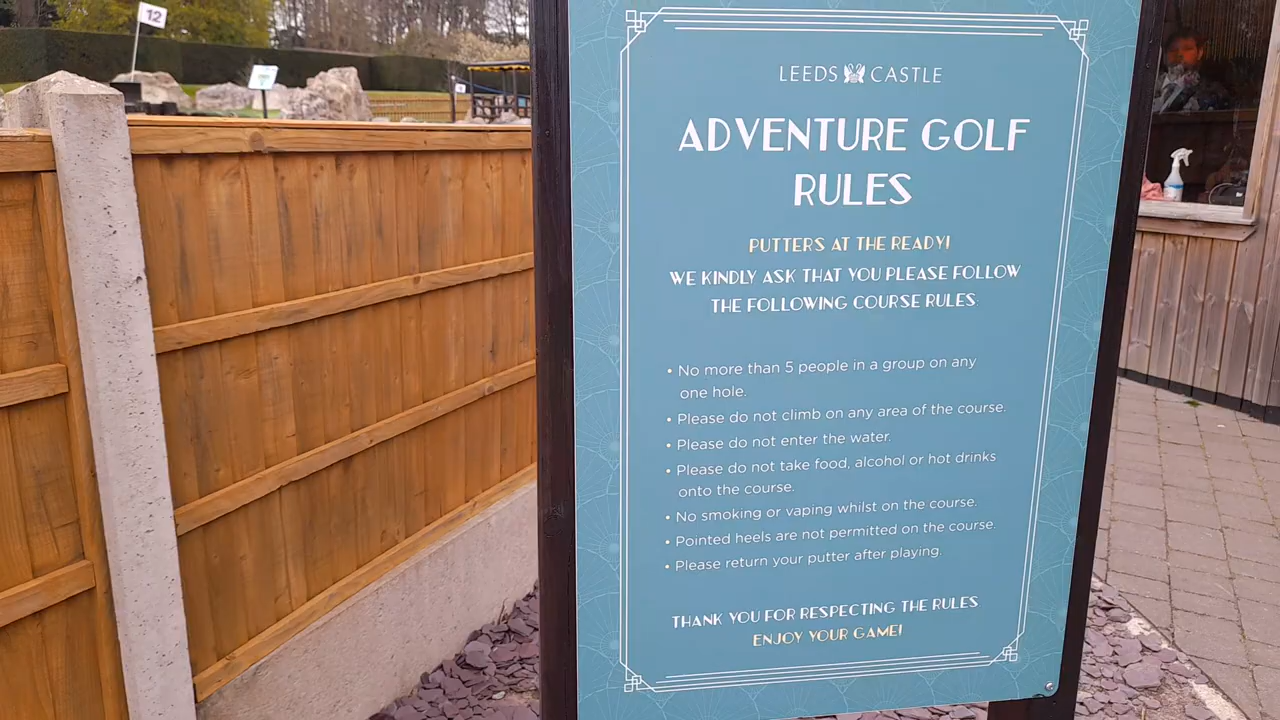 12
LEEDS CASTLE
ADVENTURE GOLF
RULES
PUTTERS AT THE READY!
WE KINDLY ASK THAT YOU PLEASE FOLLOW
THE FOLLOWING COURSE RULES.
• No more than 5 people in a group on any
one hole.
• Please do not climb on any area of the course.
• Please do not enter the water.
• Please do not take food, alcohol or hot drinks
onto the course.
• No smoking or vaping whilst on the course.
• Pointed heels are not permitted on the course.
• Please return your putter after playing.
THANK YOU FOR RESPECTING THE RULES
ENJOY YOUR GAME!